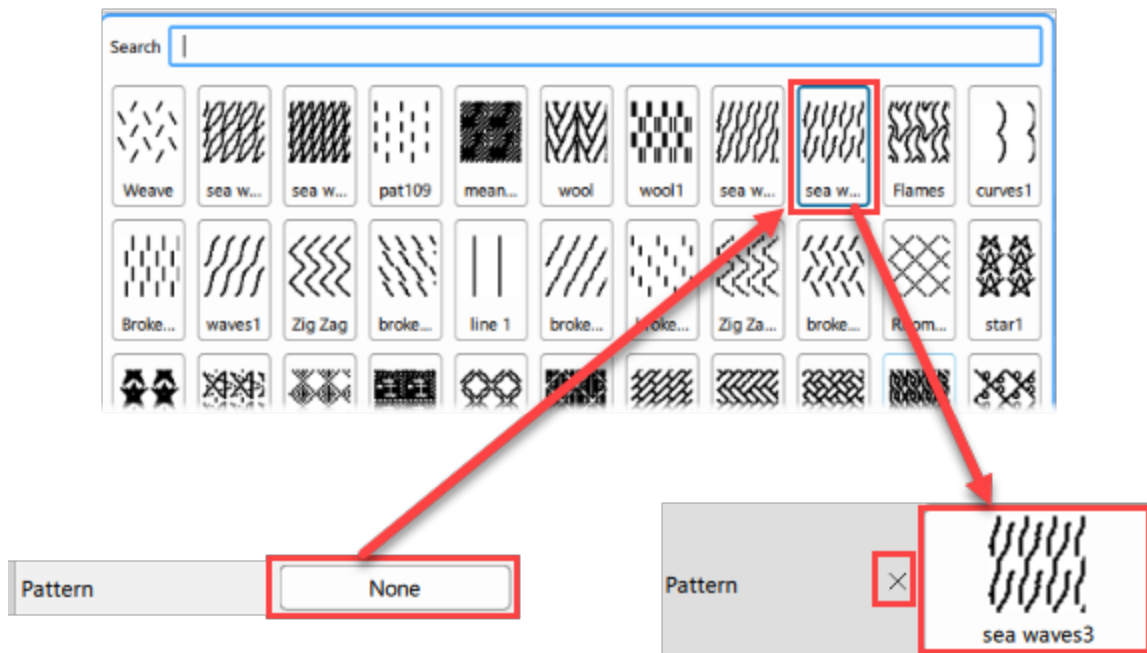 Search
Weave
sea w...
sea w...
pat109
mean...
wool
wool1
sea w...
sea w...
Flames
curves1
Broke...
waves1
Zig Zag
broke...
line 1
broke...
broke...
Zig Za...
broke...
star1
Pattern
None
Pattern
sea waves3